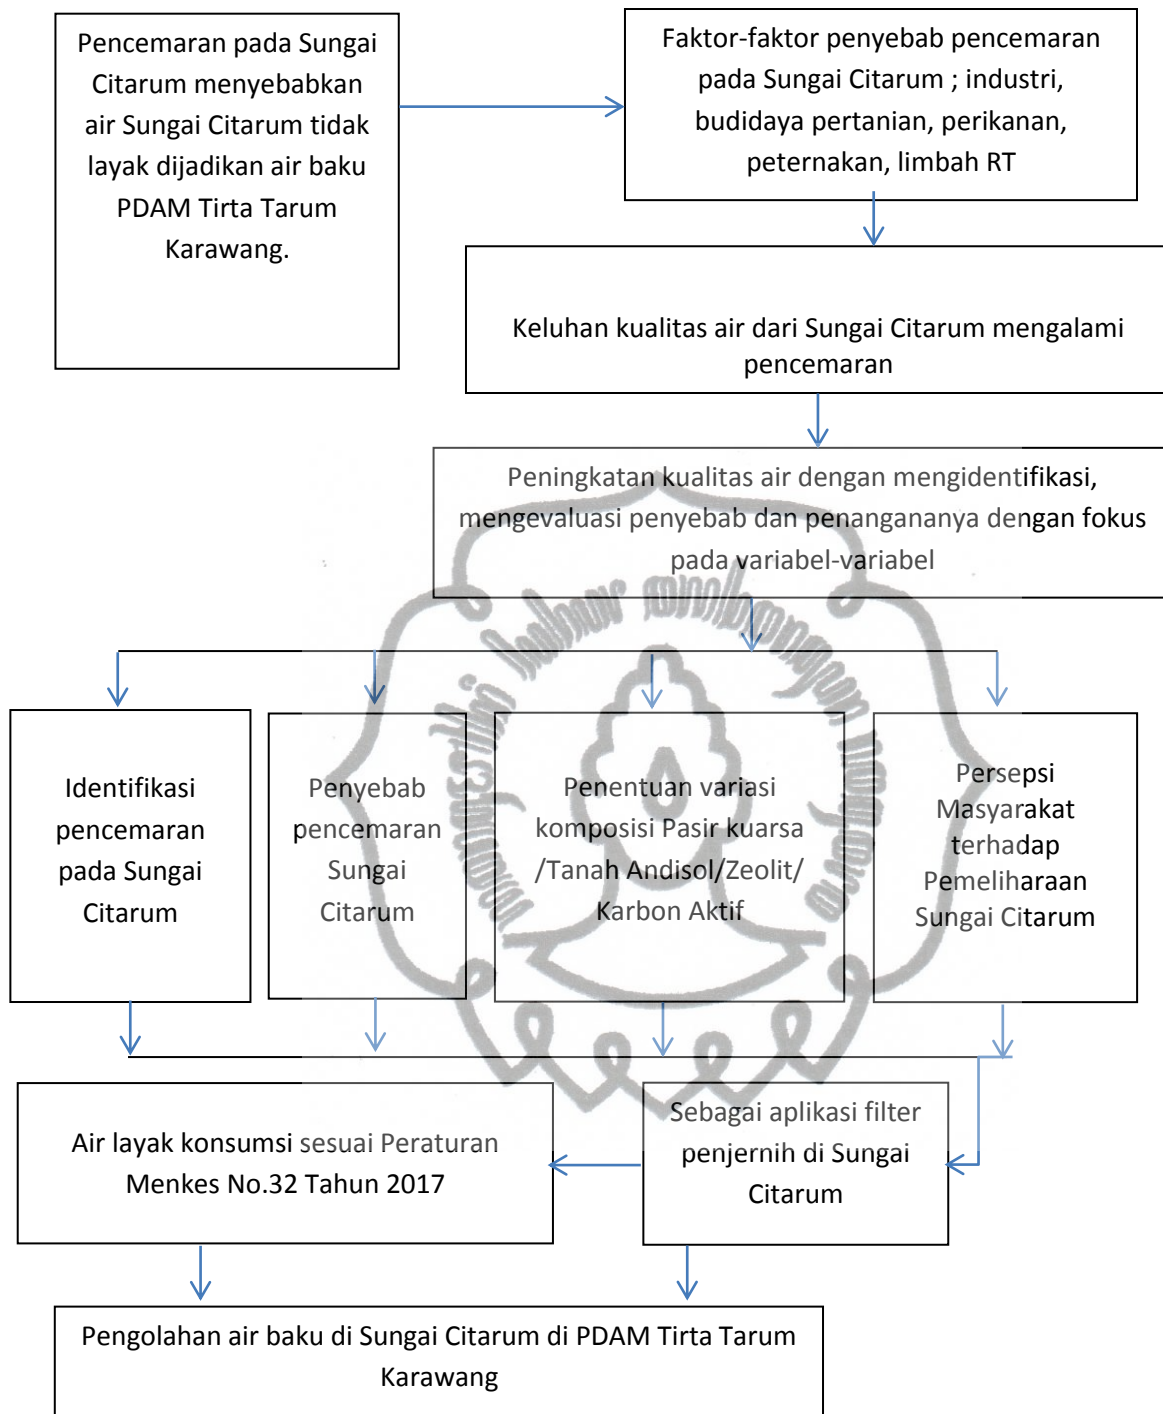 Pencemaran pada Sungai
Citarum menyebabkan
air Sungai Citarum tidak
layak dijadikan air baku
PDAM Tirta Tarum
Karawang.
Faktor-faktor penyebab pencemaran
pada Sungai Citarum ; industri,
budidaya pertanian, perikanan,
peternakan, limbah RT
Keluhan kualitas air dari Sungai Citarum mengalami
pencemaran
Peningkatan kualitas air dengan mengidentifikasi,
mengevaluasi penyebab dan penangananya dengan fokus
pada variabel-variabel
Identifikasi
pencemaran
pada Sungai
Citarum
Penyebab
pencemaran
Sungai
Citarum
Penentuan variasi
komposisi Pasir kuarsa
/Tanah Andisol/Zeolit/
Karbon Aktif
Persepsi
Masyarakat
terhadap
Pemeliharaan
Sungai Citarum
Air layak konsumsi sesuai Peraturan
Menkes No.32 Tahun 2017
Sebagai aplikasi filter
penjernih di Sungai
Citarum
Pengolahan air baku di Sungai Citarum di PDAM Tirta Tarum
Karawang